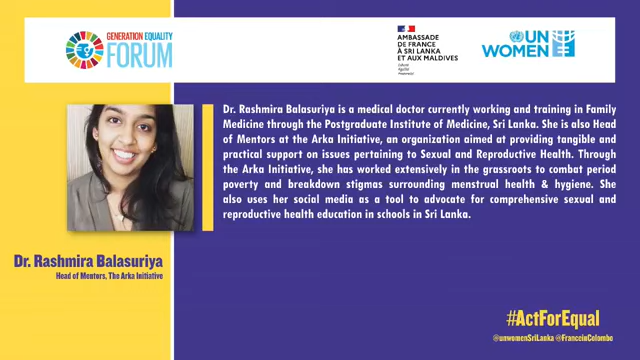 GENERATION EQUALITY
FORUM
AMBASSADE
DE FRANCE
À SRI LANKA
ET AUX MALDIVES
UN
WOMEN
Dr. Rashmira Balasuriya is a medical doctor currently working and training in Family
Medicine through the Postgraduate Institute of Medicine, Sri Lanka. She is also Head
of Mentors at the Arka Initiative, an organization aimed at providing tangible and
practical support on issues pertaining to Sexual and Reproductive Health. Through
the Arka Initiative, she has worked extensively in the grassroots to combat period
poverty and breakdown stigmas surrounding menstrual health & hygiene. She
also uses her social media as a tool to advocate for comprehensive sexual and
reproductive health education in schools in Sri Lanka.
Dr. Rashmira Balasuriya
Head of Mentors, The Arka Initiative
#ActForEqual
@unwomenSriLanka @FranceinColombo